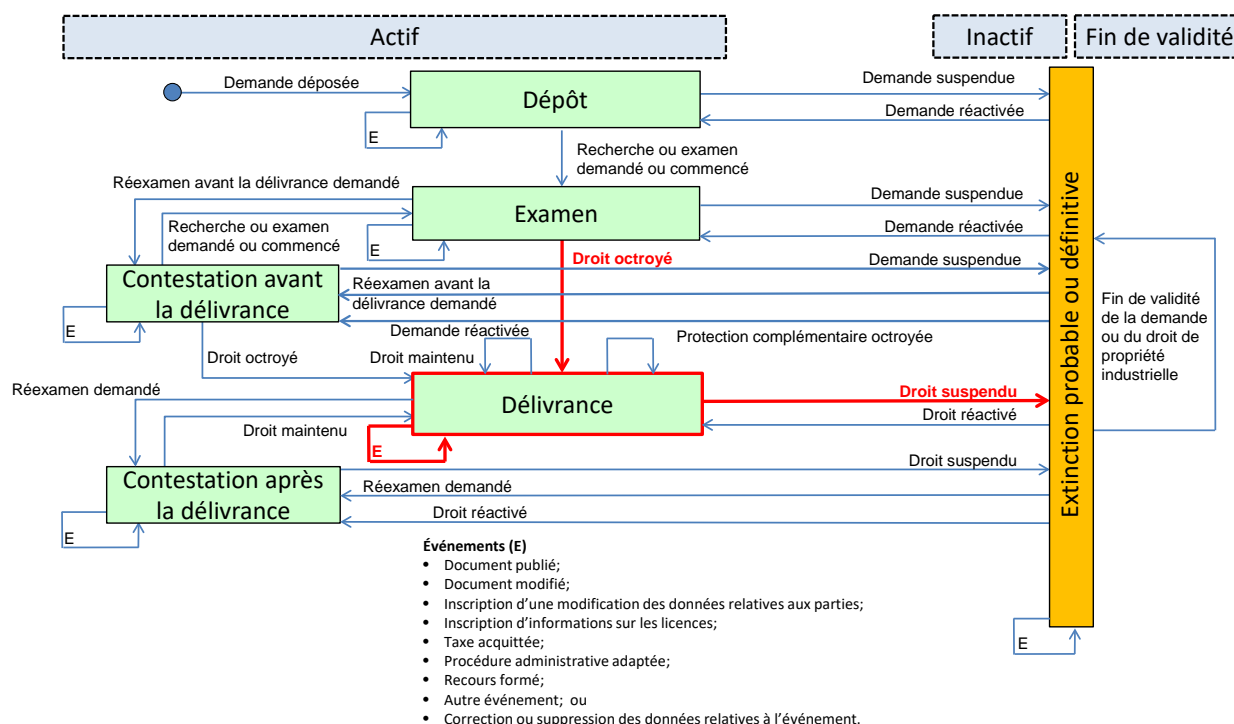 Actif
Inactif
Fin de validité
Demande déposée
Dépôt
Demande suspendue
Demande réactivée
E
Recherche ou examen
demandé ou commencé
Réexamen avant la délivrance demandé
Recherche ou examen
demandé ou commencé
Examen
Demande suspendue
Demande réactivée
E
Droit octroyé
Demande suspendue
Contestation avant
la délivrance
Réexamen avant la
délivrance demandé
E
Demande réactivée
Protection complémentaire octroyée
Droit octroyé
Droit maintenu
Fin de validité
de la demande
ou du droit de
propriété
industrielle
Extinction probable ou définitive
Réexamen demandé
Délivrance
Droit suspendu
Droit réactivé
Droit maintenu
E
Contestation après
la délivrance
Droit suspendu
Réexamen demandé
Droit réactivé
E
Événements (E)
• Document publié;
• Document modifié;
• Inscription d’une modification des données relatives aux parties;
• Inscription d’informations sur les licences;
• Taxe acquittée;
• Procédure administrative adaptée;
• Recours formé;
• Autre événement; ou
• Correction ou suppression des données relatives à l’événement.
E